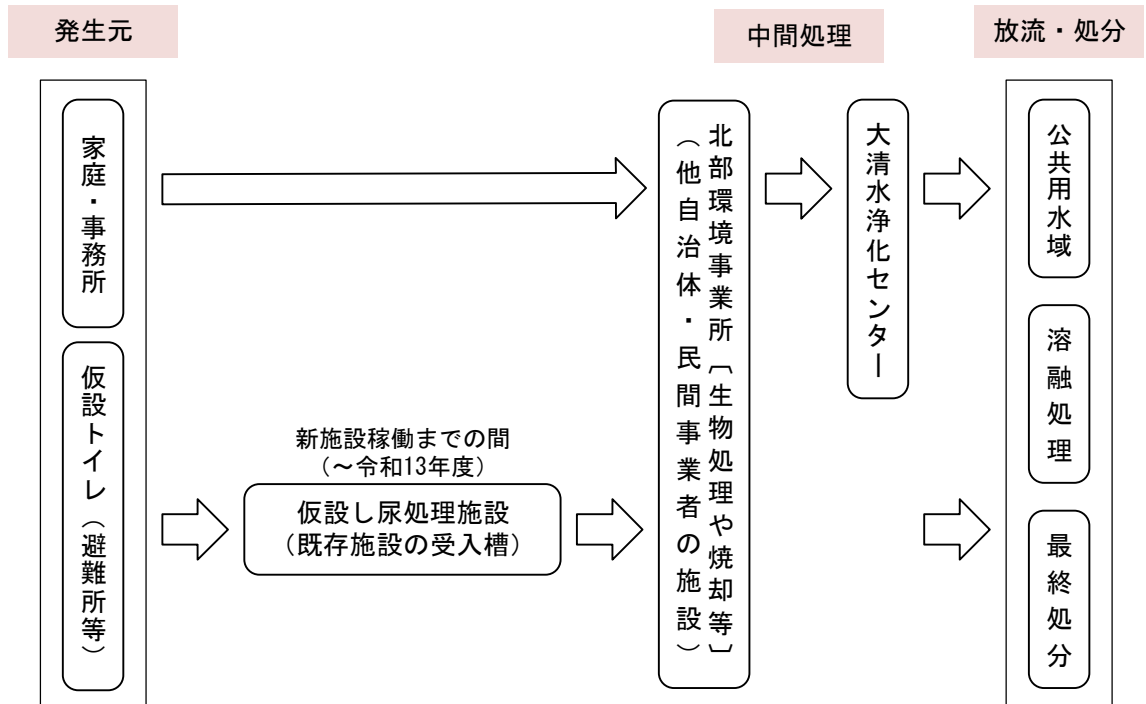 発生元
中間処理
放流・処分
家庭・事務所
仮設トイレ（避難所等）
新施設稼働までの間
（～令和13年度）
仮設し尿処理施設
（既存施設の受入槽）
北部環境事業所〔生物処理や焼却等〕
（他自治体・民間事業者の施設）
大清水浄化センター
公共用水域
溶融処理
最終処分